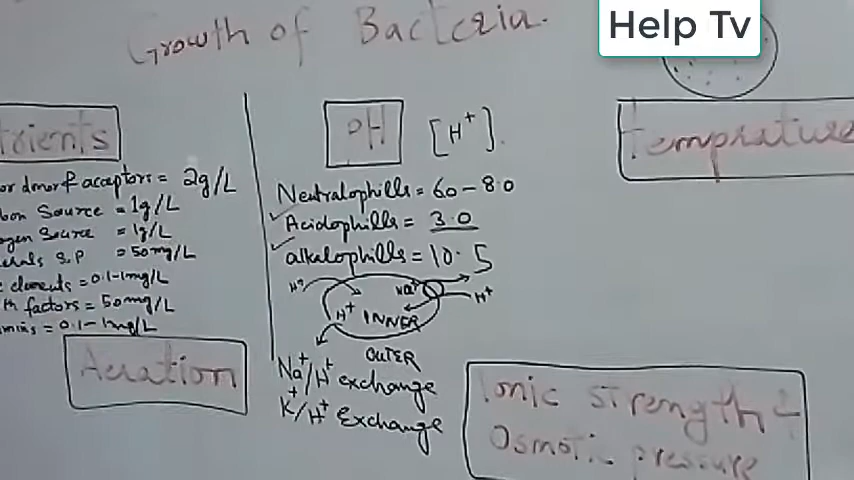 Help Tv
Growth of Bacteria.
trients
or donor & acceptors = 2g/L
bon Source = 1g/L
ogen Source = 1g/L
erals S.P = 50mg/L
elements = 0.1-1mg/L
th factors = 50mg/L
mins = 0.1-1mg/L
Aeration
PH [H+].
Neutralophills = 6.0-8.0
Acidophills = 3.0
alkalophills = 10.5
H+ Na+ H+
H+ INNER
OUTER
Na+/H+ exchange
K+/H+ Exchange
Temprature
Ionic strength &
Osmotic pressure